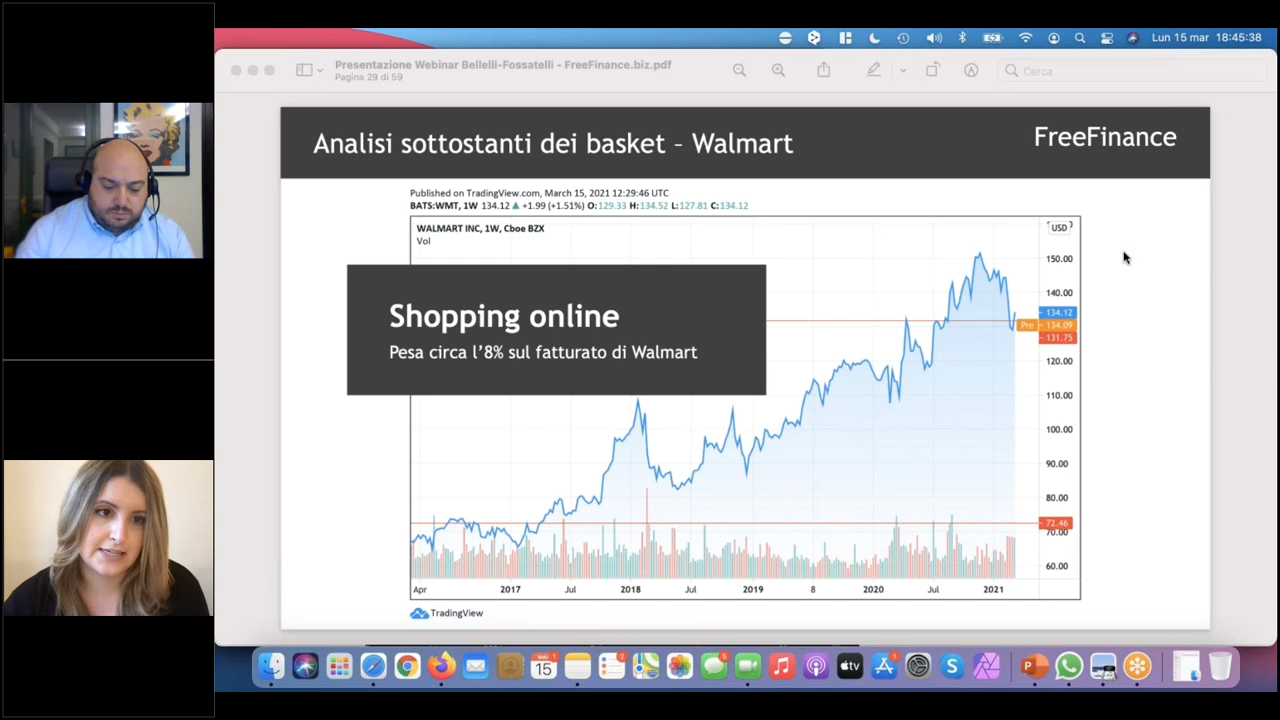 Lun 15 mar 18:45:38
Presentazione Webinar Bellelli-Fossatelli - FreeFinance.biz.pdf
Pagina 29 di 59
Cerca
Analisi sottostanti dei basket – Walmart
FreeFinance
Published on TradingView.com, March 15, 2021 12:29:46 UTC
BATS:WMT, 1W 134.12 ▲ +1.99 (+1.51%) O:129.33 H:134.52 L:127.81 C:134.12
WALMART INC, 1W, Cboe BZX
Vol
USD
Shopping online
Pesa circa l'8% sul fatturato di Walmart
150.00
140.00
134.12
Pre 134.09
131.75
120.00
110.00
100.00
90.00
80.00
72.46
70.00
60.00
Apr 2017 Jul 2018 Jul 2019 8 2020 Jul 2021
TradingView
15
tv